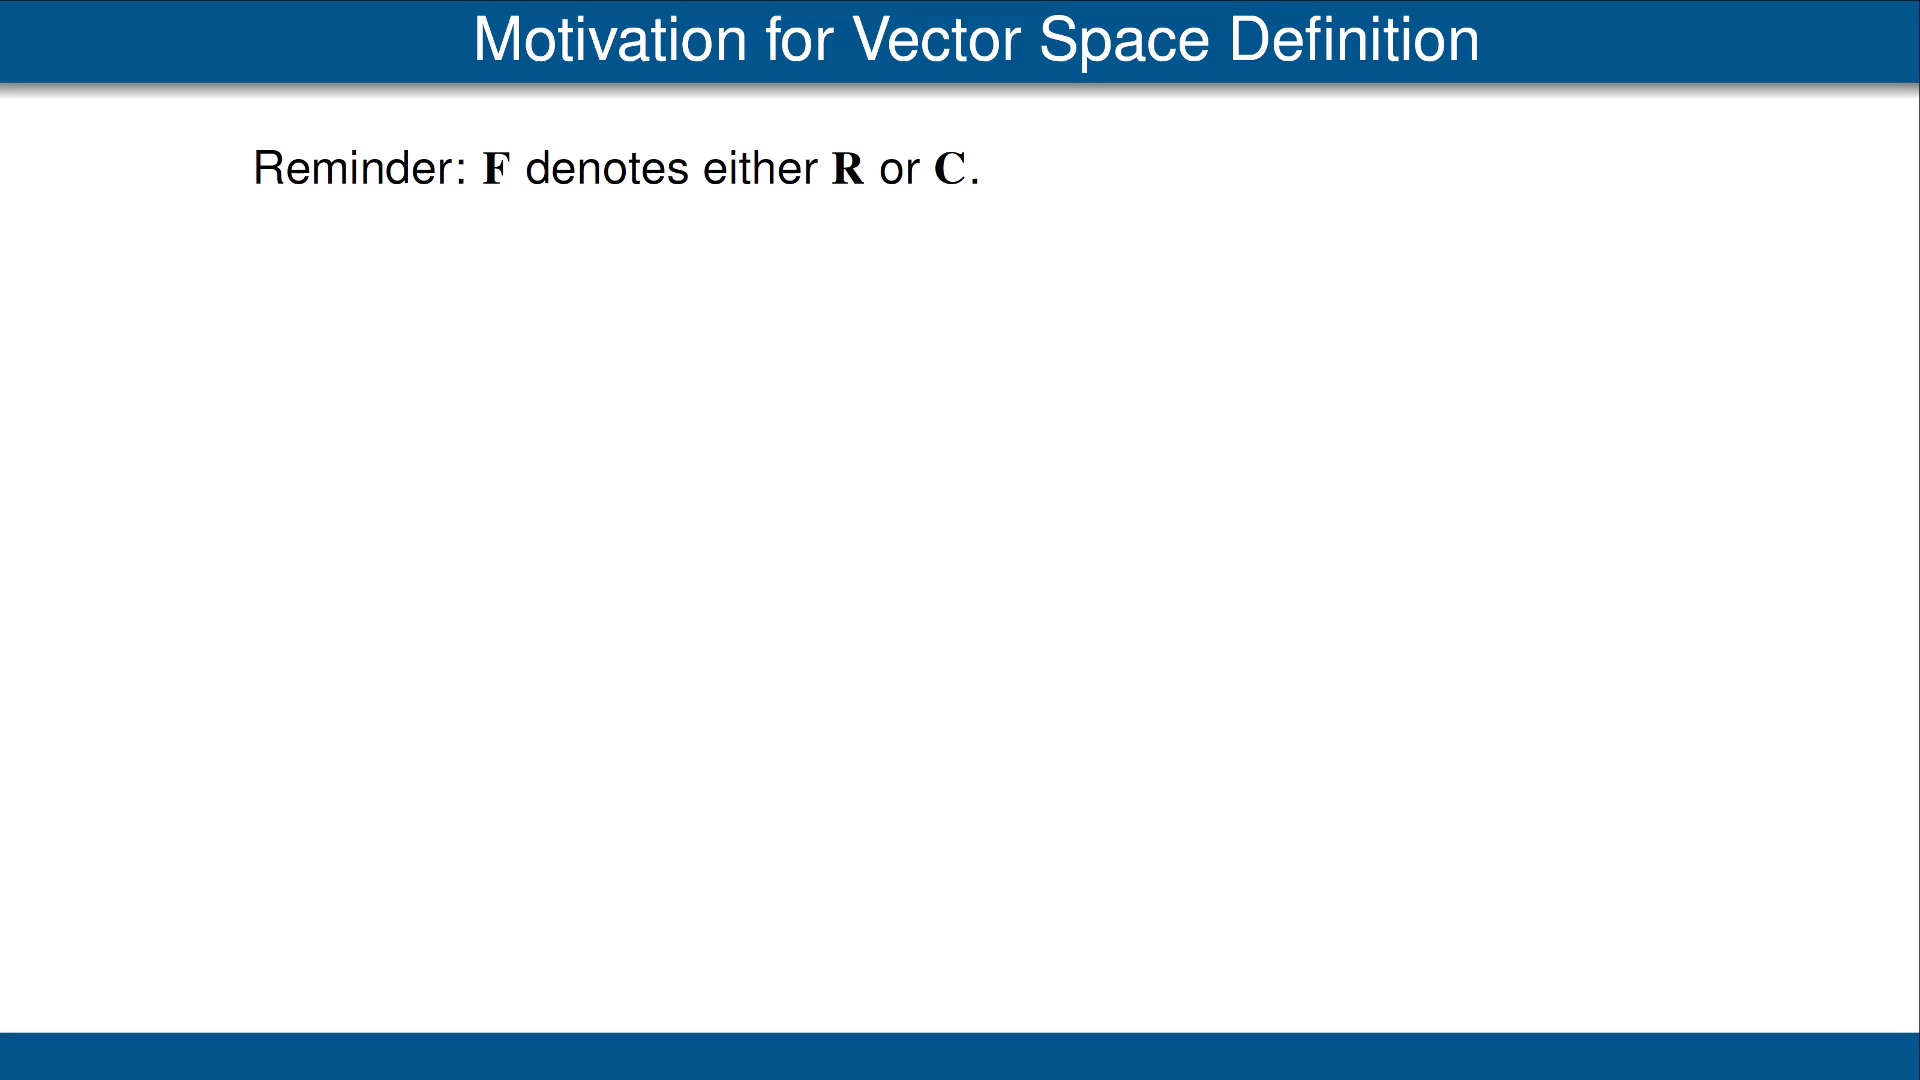 Motivation for Vector Space Definition
Reminder: F denotes either R or C.